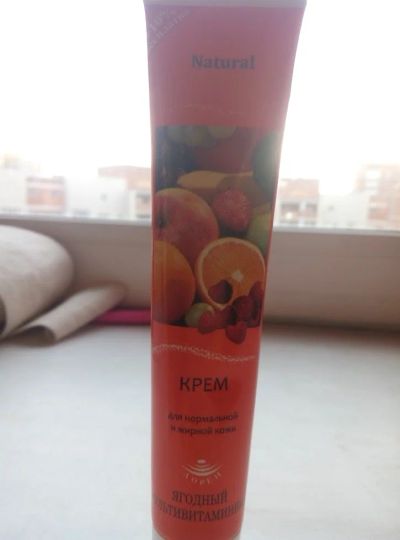 Natural
КРЕМ
для нормальной
и жирной кожи
ЯГОДНЫЙ